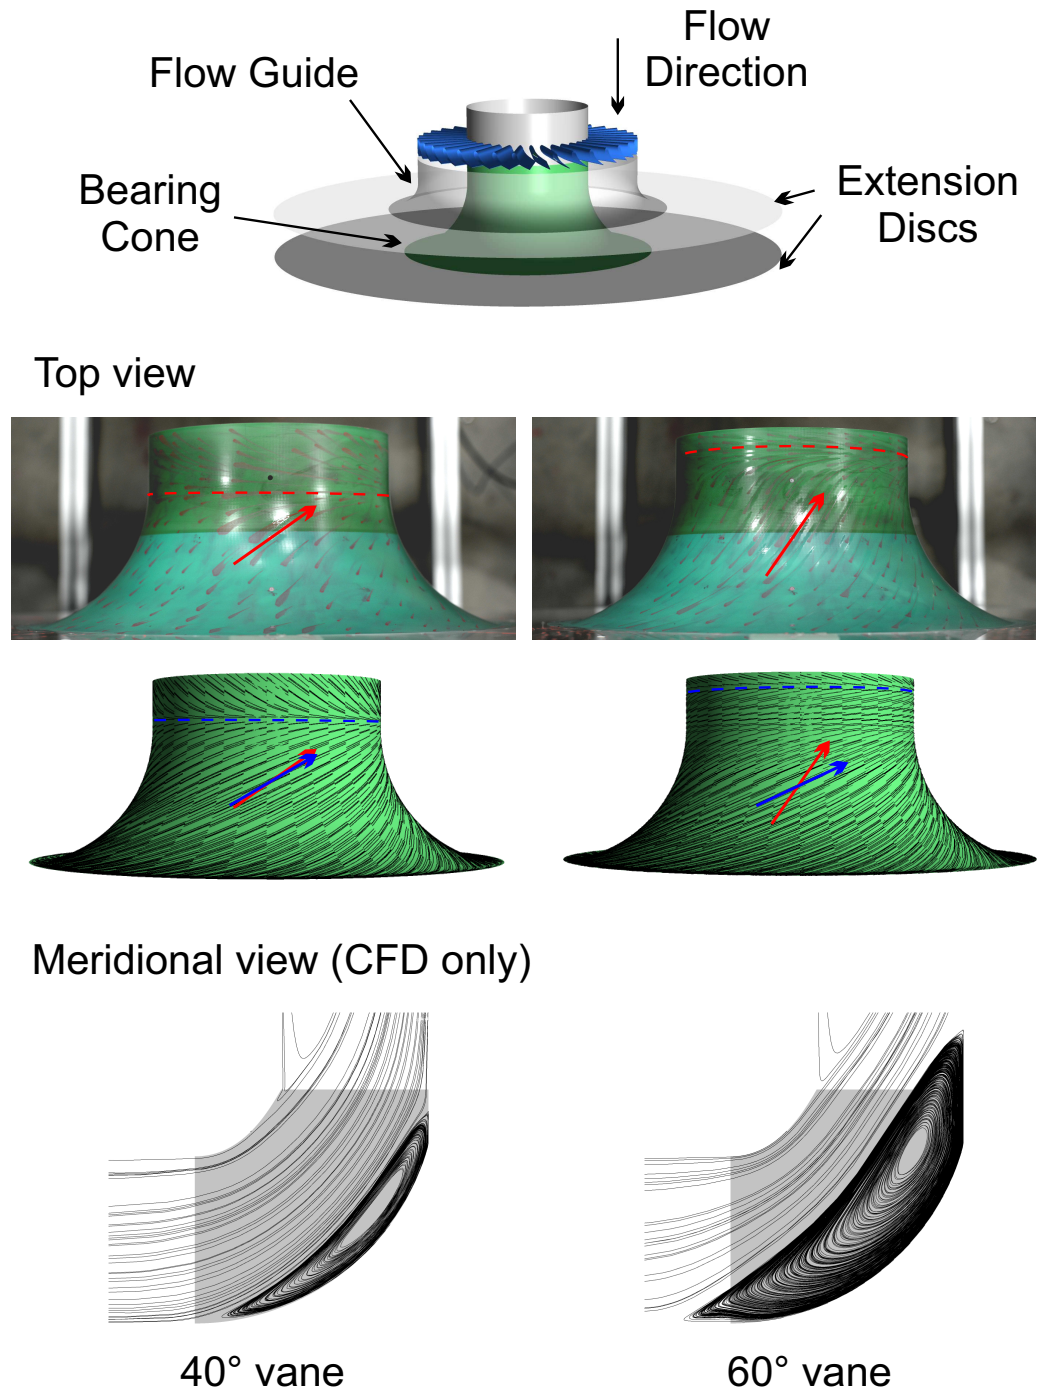 Flow
Direction
Flow Guide
Bearing
Cone
Extension
Discs
Top view
Meridional view (CFD only)
40° vane
60° vane